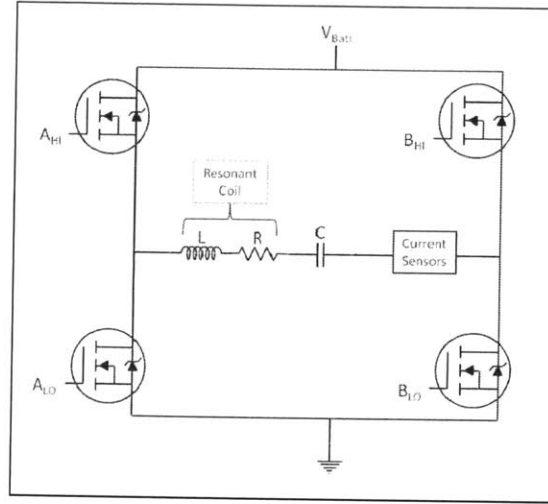 V_Batt
A_HI
B_HI
Resonant
Coil
L
R
C
Current
Sensors
A_LO
B_LO